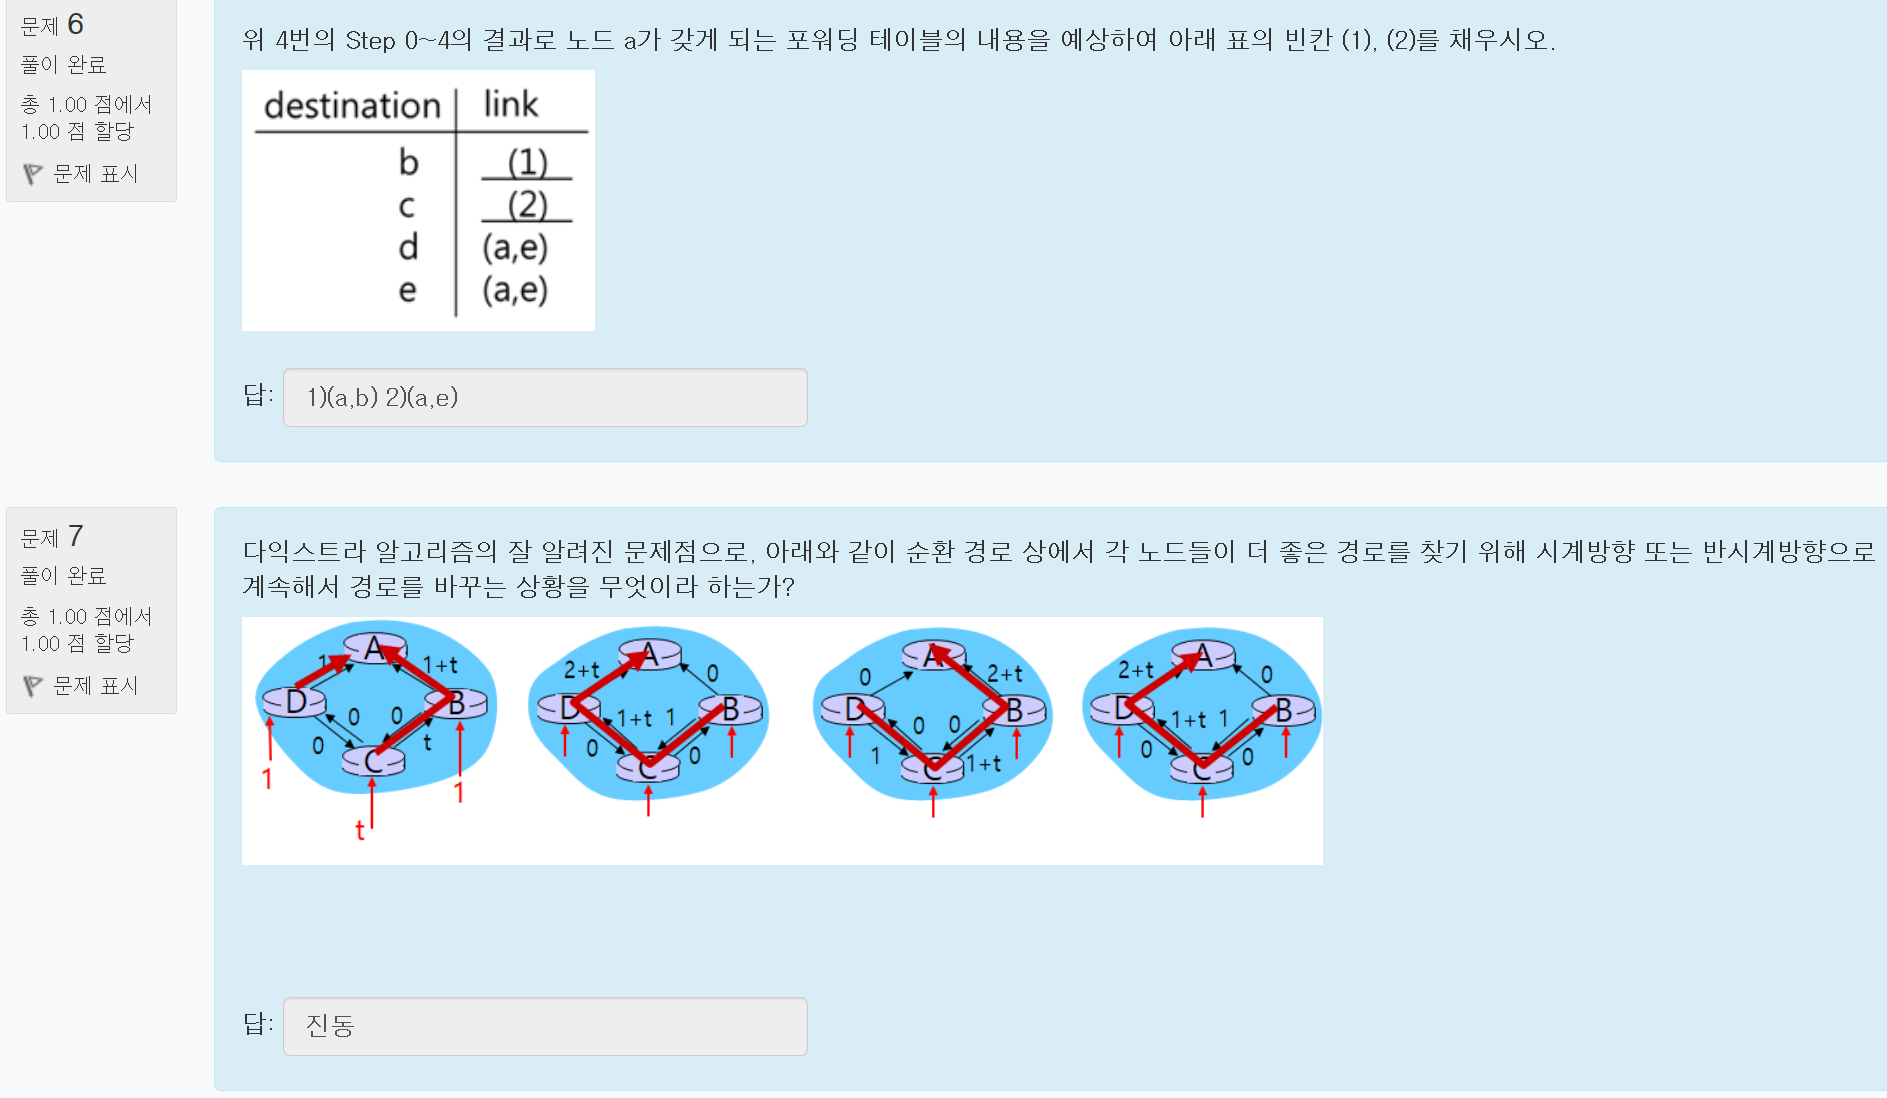 문제 6
풀이 완료
총 1.00 점에서
1.00 점 할당
문제 표시
위 4번의 Step 0~4의 결과로 노드 a가 갖게 되는 포워딩 테이블의 내용을 예상하여 아래 표의 빈칸 (1), (2)를 채우시오.
destination link
b (1)
c (2)
d (a,e)
e (a,e)
답: 1)(a,b) 2)(a,e)
문제 7
풀이 완료
총 1.00 점에서
1.00 점 할당
문제 표시
다익스트라 알고리즘의 잘 알려진 문제점으로, 아래와 같이 순환 경로 상에서 각 노드들이 더 좋은 경로를 찾기 위해 시계방향 또는 반시계방향으로
계속해서 경로를 바꾸는 상황을 무엇이라 하는가?
A
1 1+t
D B
0 0
0 t
C
1 1
t
A
2+t 0
D B
1+t 1
0 0
C
A
0 2+t
D B
0 0
1 1+t
C
A
2+t 0
D B
1+t 1
0 0
C
답: 진동